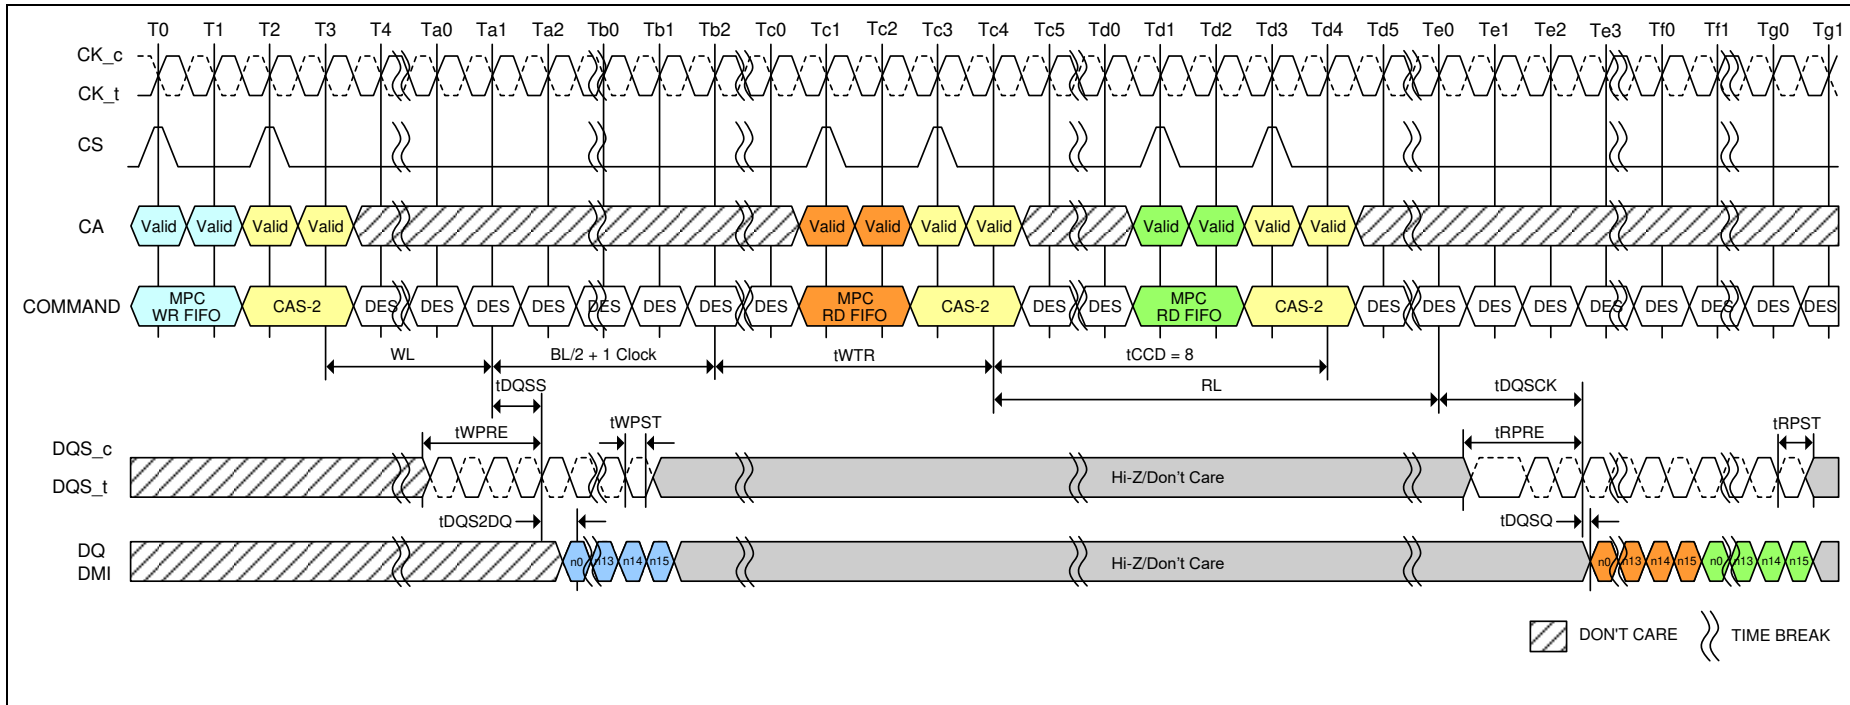 T0 T1 T2 T3 T4 Ta0 Ta1 Ta2 Tb0 Tb1 Tb2 Tc0 Tc1 Tc2 Tc3 Tc4 Tc5 Td0 Td1 Td2 Td3 Td4 Td5 Te0 Te1 Te2 Te3 Tf0 Tf1 Tg0 Tg1
CK_c
CK_t
CS
CA Valid Valid Valid Valid Valid Valid Valid Valid Valid Valid Valid Valid
COMMAND MPC WR FIFO CAS-2 DES DES DES DES DES DES DES DES MPC RD FIFO CAS-2 DES DES MPC RD FIFO CAS-2 DES DES DES DES DES DES DES DES DES
WL BL/2 + 1 Clock tWTR tCCD = 8
tDQSS RL tDQSCK
tWPRE tWPST tRPRE tRPST
DQS_c
DQS_t Hi-Z/Don't Care
tDQS2DQ tDQSQ
DQ
DMI n0 n13 n14 n15 Hi-Z/Don't Care n0 n13 n14 n15 n0 n13 n14 n15
DON'T CARE TIME BREAK